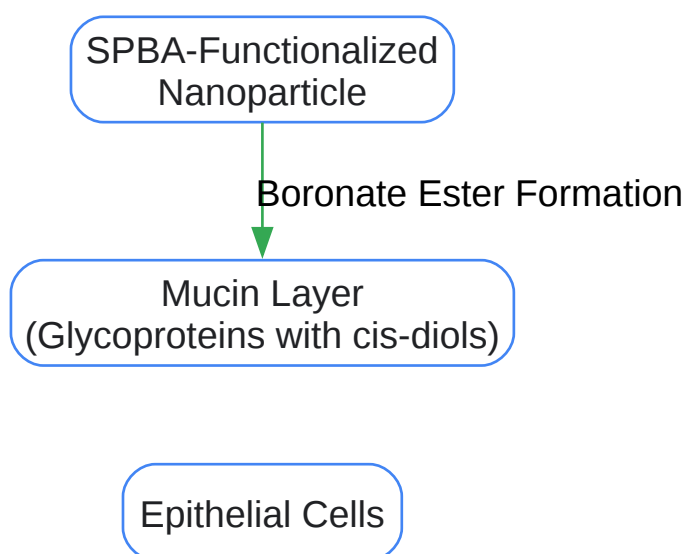 SPBA-Functionalized
Nanoparticle
Boronate Ester Formation
Mucin Layer
(Glycoproteins with cis-diols)
Epithelial Cells